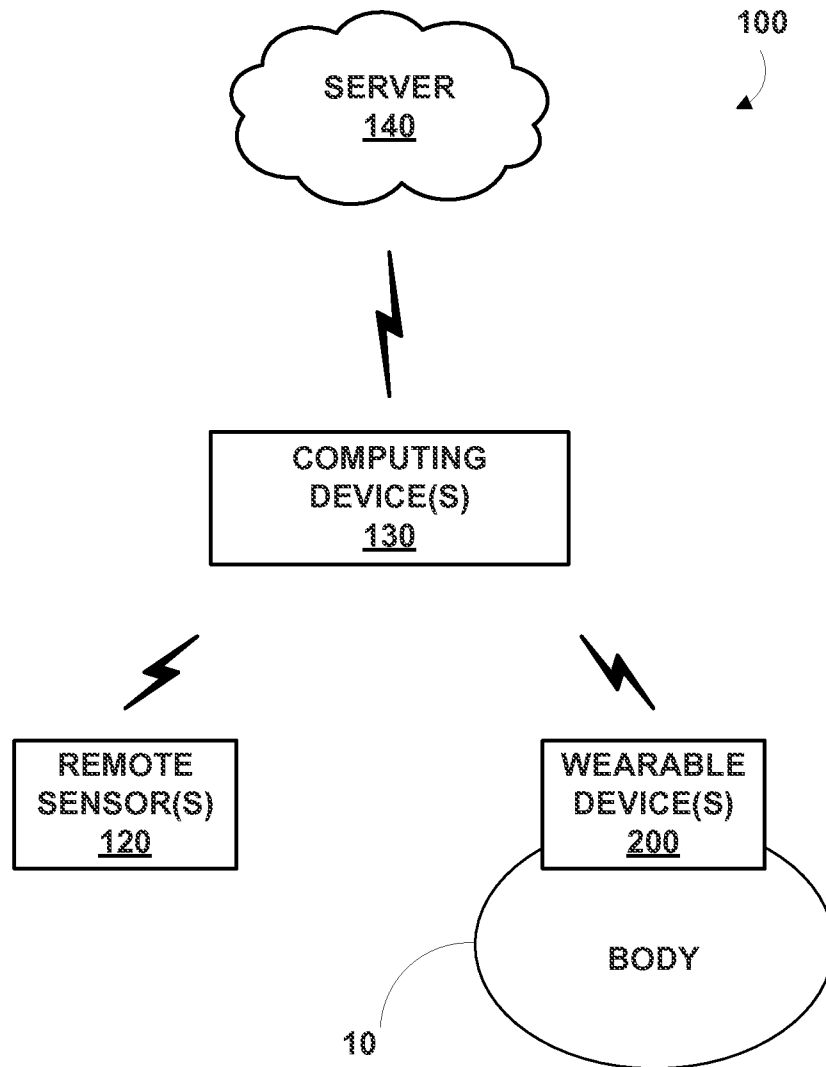 100
SERVER
140
COMPUTING
DEVICE(S)
130
REMOTE
SENSOR(S)
120
WEARABLE
DEVICE(S)
200
BODY
10